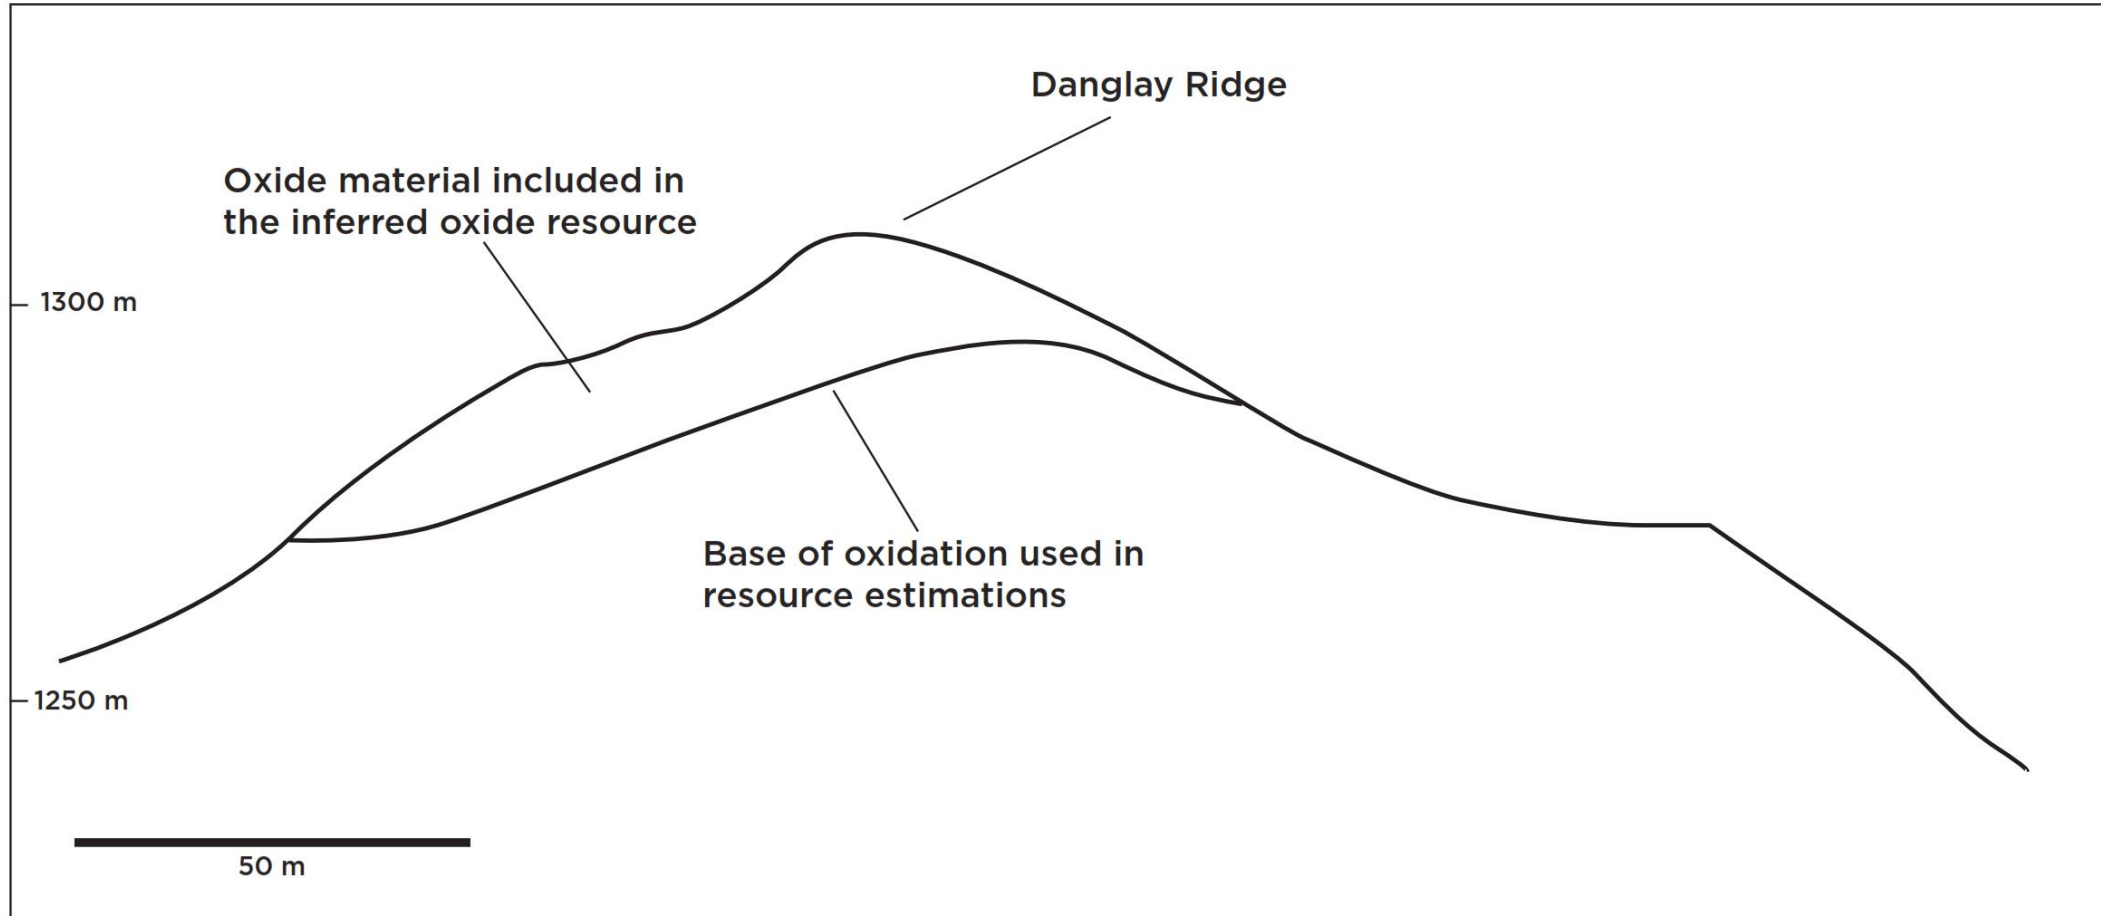 Danglay Ridge
Oxide material included in
the inferred oxide resource
1300 m
Base of oxidation used in
resource estimations
1250 m
50 m